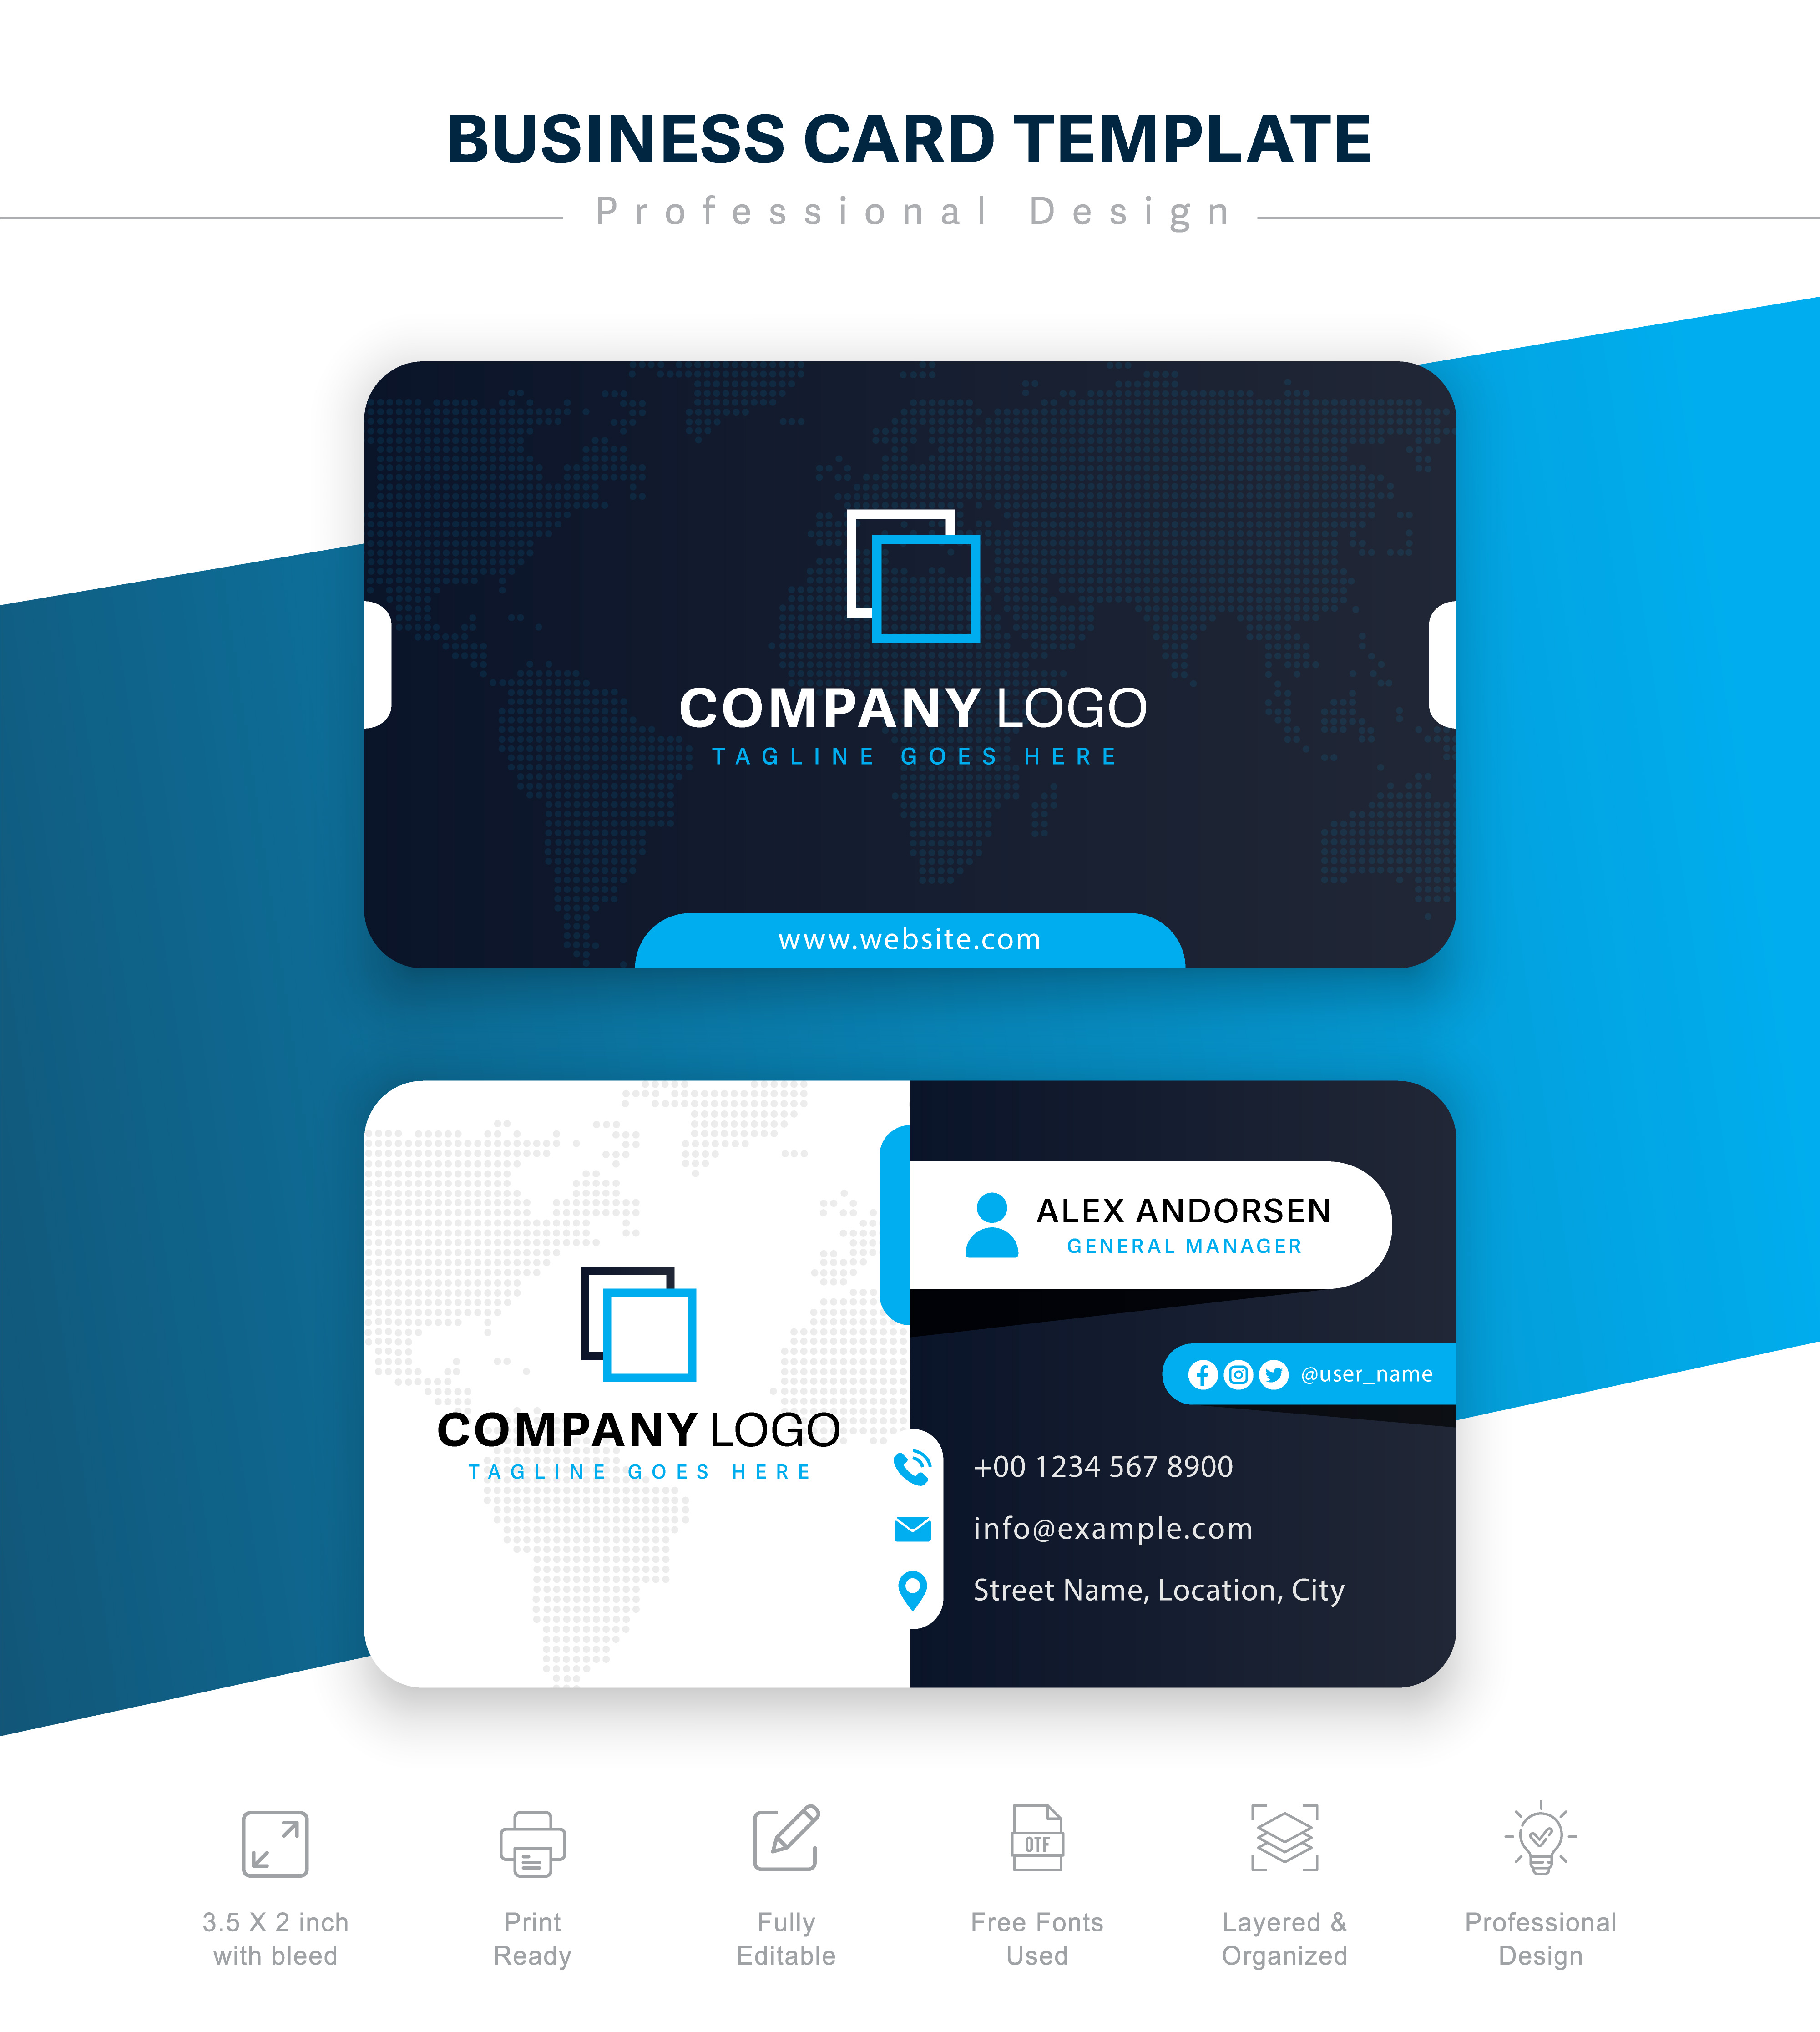 BUSINESS CARD TEMPLATE
Professional Design
COMPANY LOGO
TAGLINE GOES HERE
www.website.com
COMPANY LOGO
TAGLINE GOES HERE
ALEX ANDORSEN
GENERAL MANAGER
@user_name
+00 1234 567 8900
info@example.com
Street Name, Location, City
OTF
3.5 X 2 inch
with bleed
Print
Ready
Fully
Editable
Free Fonts
Used
Layered &
Organized
Professional
Design